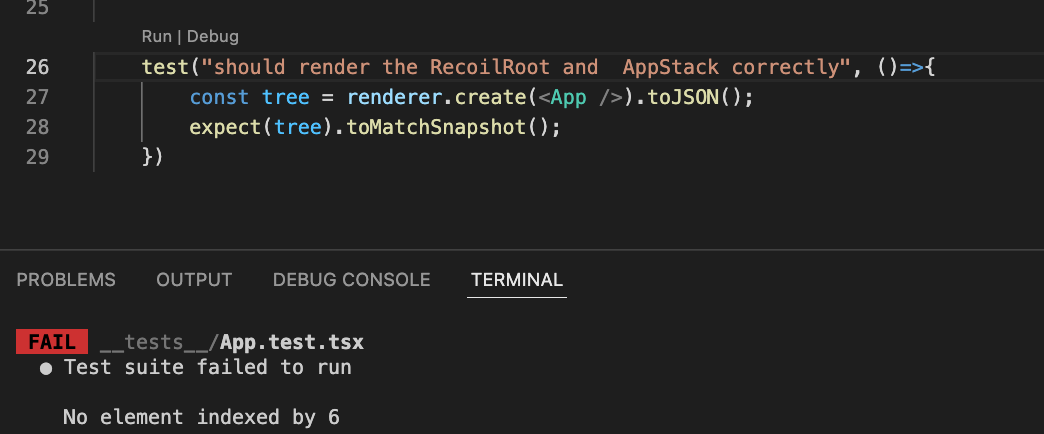 25
Run | Debug
26 test("should render the RecoilRoot and  AppStack correctly", ()=>{
27 const tree = renderer.create(<App />).toJSON();
28 expect(tree).toMatchSnapshot();
29 })
PROBLEMS OUTPUT DEBUG CONSOLE TERMINAL
FAIL __tests__/App.test.tsx
● Test suite failed to run
No element indexed by 6